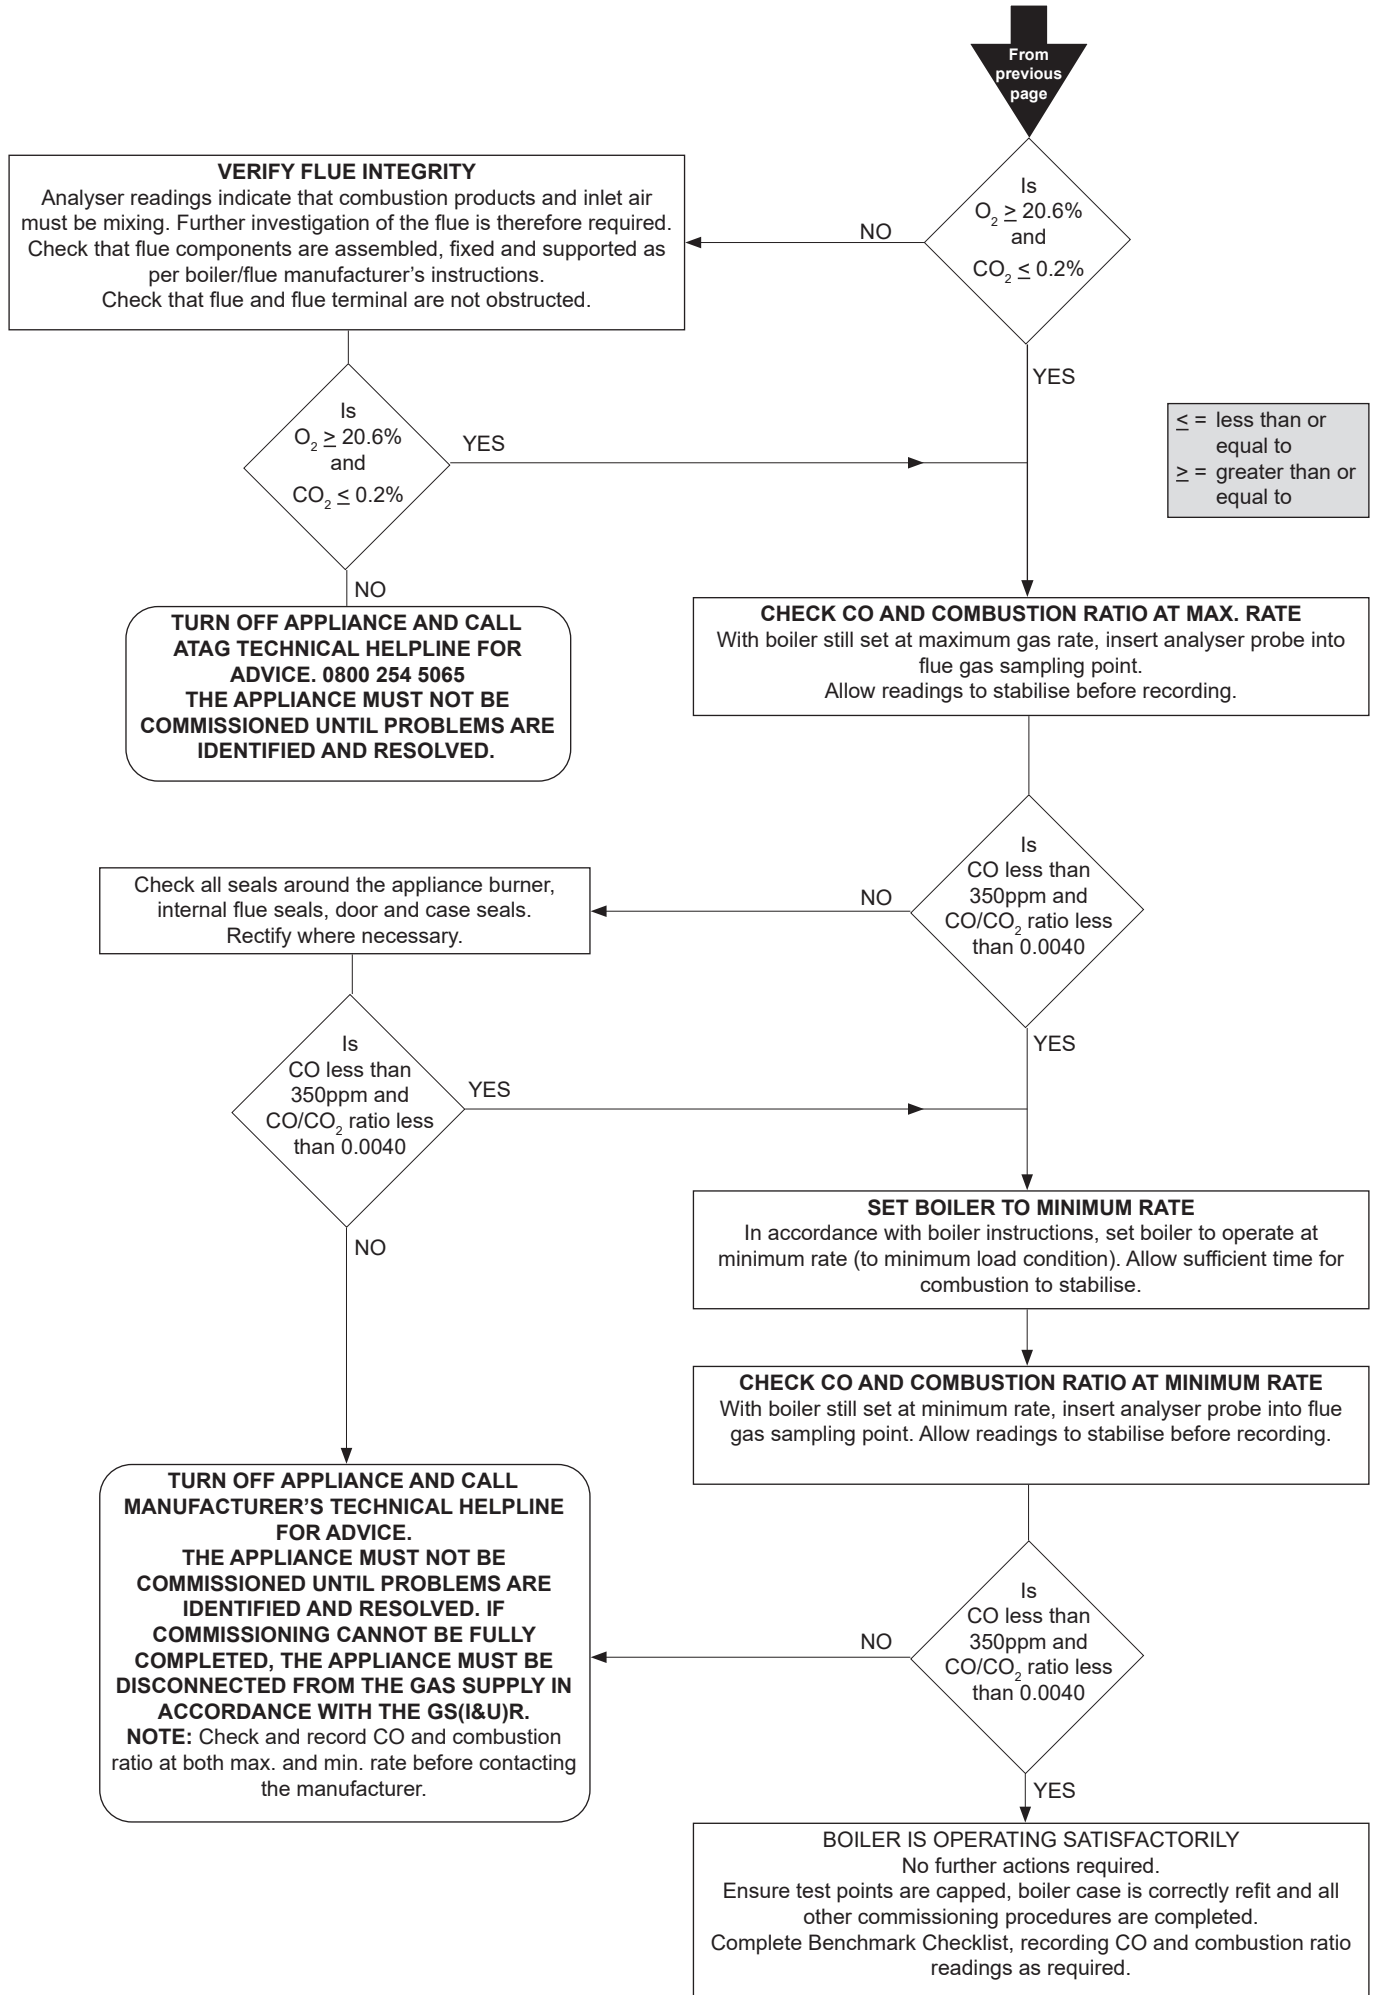 From
previous
page
Is
O₂ ≥ 20.6%
and
CO₂ ≤ 0.2%
NO
YES
VERIFY FLUE INTEGRITY
Analyser readings indicate that combustion products and inlet air
must be mixing. Further investigation of the flue is therefore required.
Check that flue components are assembled, fixed and supported as
per boiler/flue manufacturer’s instructions.
Check that flue and flue terminal are not obstructed.
Is
O₂ ≥ 20.6%
and
CO₂ ≤ 0.2%
YES
NO
≤ = less than or
equal to
≥ = greater than or
equal to
TURN OFF APPLIANCE AND CALL
ATAG TECHNICAL HELPLINE FOR
ADVICE. 0800 254 5065
THE APPLIANCE MUST NOT BE
COMMISSIONED UNTIL PROBLEMS ARE
IDENTIFIED AND RESOLVED.
CHECK CO AND COMBUSTION RATIO AT MAX. RATE
With boiler still set at maximum gas rate, insert analyser probe into
flue gas sampling point.
Allow readings to stabilise before recording.
Is
CO less than
350ppm and
CO/CO₂ ratio less
than 0.0040
NO
YES
Check all seals around the appliance burner,
internal flue seals, door and case seals.
Rectify where necessary.
Is
CO less than
350ppm and
CO/CO₂ ratio less
than 0.0040
YES
NO
SET BOILER TO MINIMUM RATE
In accordance with boiler instructions, set boiler to operate at
minimum rate (to minimum load condition). Allow sufficient time for
combustion to stabilise.
CHECK CO AND COMBUSTION RATIO AT MINIMUM RATE
With boiler still set at minimum rate, insert analyser probe into flue
gas sampling point. Allow readings to stabilise before recording.
TURN OFF APPLIANCE AND CALL
MANUFACTURER’S TECHNICAL HELPLINE
FOR ADVICE.
THE APPLIANCE MUST NOT BE
COMMISSIONED UNTIL PROBLEMS ARE
IDENTIFIED AND RESOLVED. IF
COMMISSIONING CANNOT BE FULLY
COMPLETED, THE APPLIANCE MUST BE
DISCONNECTED FROM THE GAS SUPPLY IN
ACCORDANCE WITH THE GS(I&U)R.
NOTE: Check and record CO and combustion
ratio at both max. and min. rate before contacting
the manufacturer.
Is
CO less than
350ppm and
CO/CO₂ ratio less
than 0.0040
NO
YES
BOILER IS OPERATING SATISFACTORILY
No further actions required.
Ensure test points are capped, boiler case is correctly refit and all
other commissioning procedures are completed.
Complete Benchmark Checklist, recording CO and combustion ratio
readings as required.